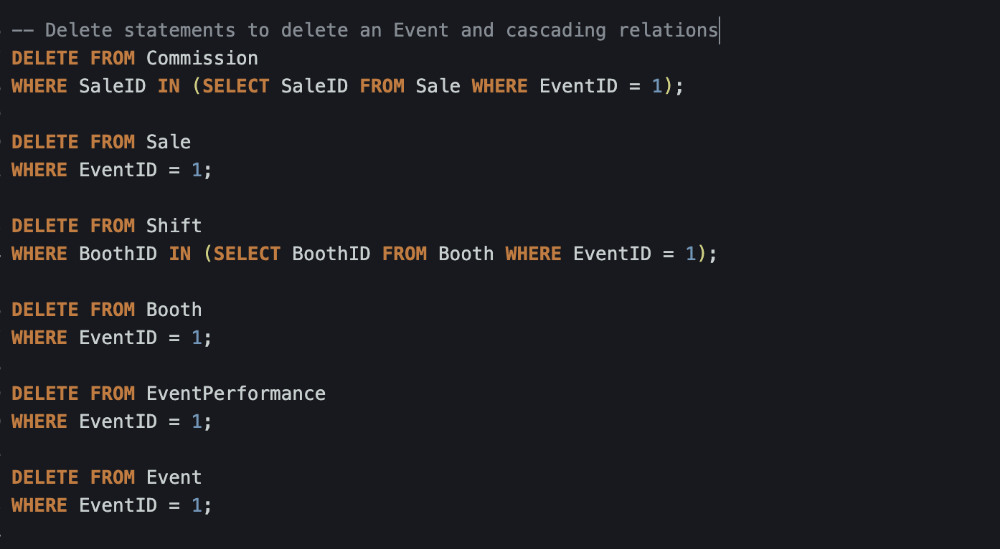 -- Delete statements to delete an Event and cascading relations
DELETE FROM Commission
WHERE SaleID IN (SELECT SaleID FROM Sale WHERE EventID = 1);
DELETE FROM Sale
WHERE EventID = 1;
DELETE FROM Shift
WHERE BoothID IN (SELECT BoothID FROM Booth WHERE EventID = 1);
DELETE FROM Booth
WHERE EventID = 1;
DELETE FROM EventPerformance
WHERE EventID = 1;
DELETE FROM Event
WHERE EventID = 1;